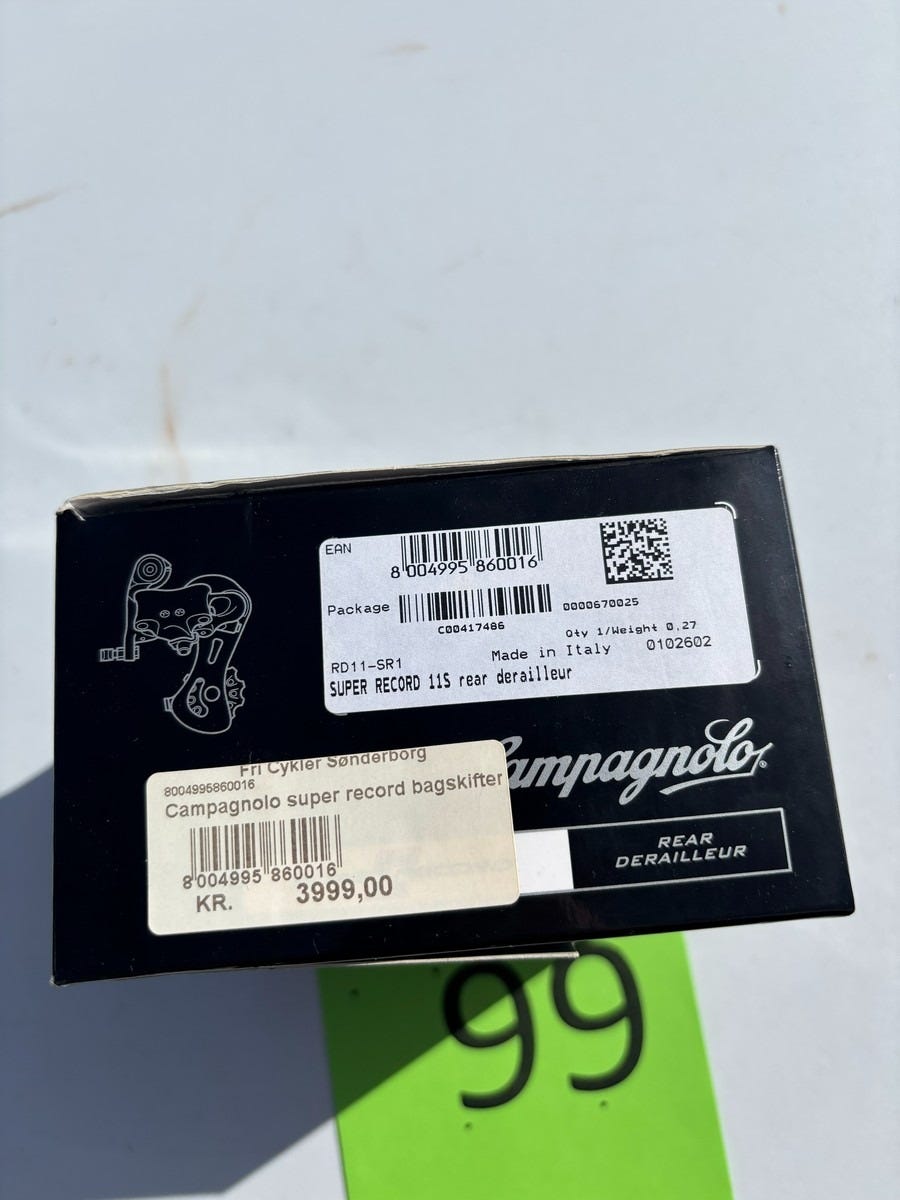 EAN
8 004995 860016
Package
C00417486
0000670025
Qty 1/Weight 0,27
RD11-SR1
Made in Italy
0102602
SUPER RECORD 11S rear derailleur
Campagnolo®
REAR
DERAILLEUR
Fri Cykler Sønderborg
8004995860016
Campagnolo super record bagskifter
8 004995 860016
KR. 3999,00
99